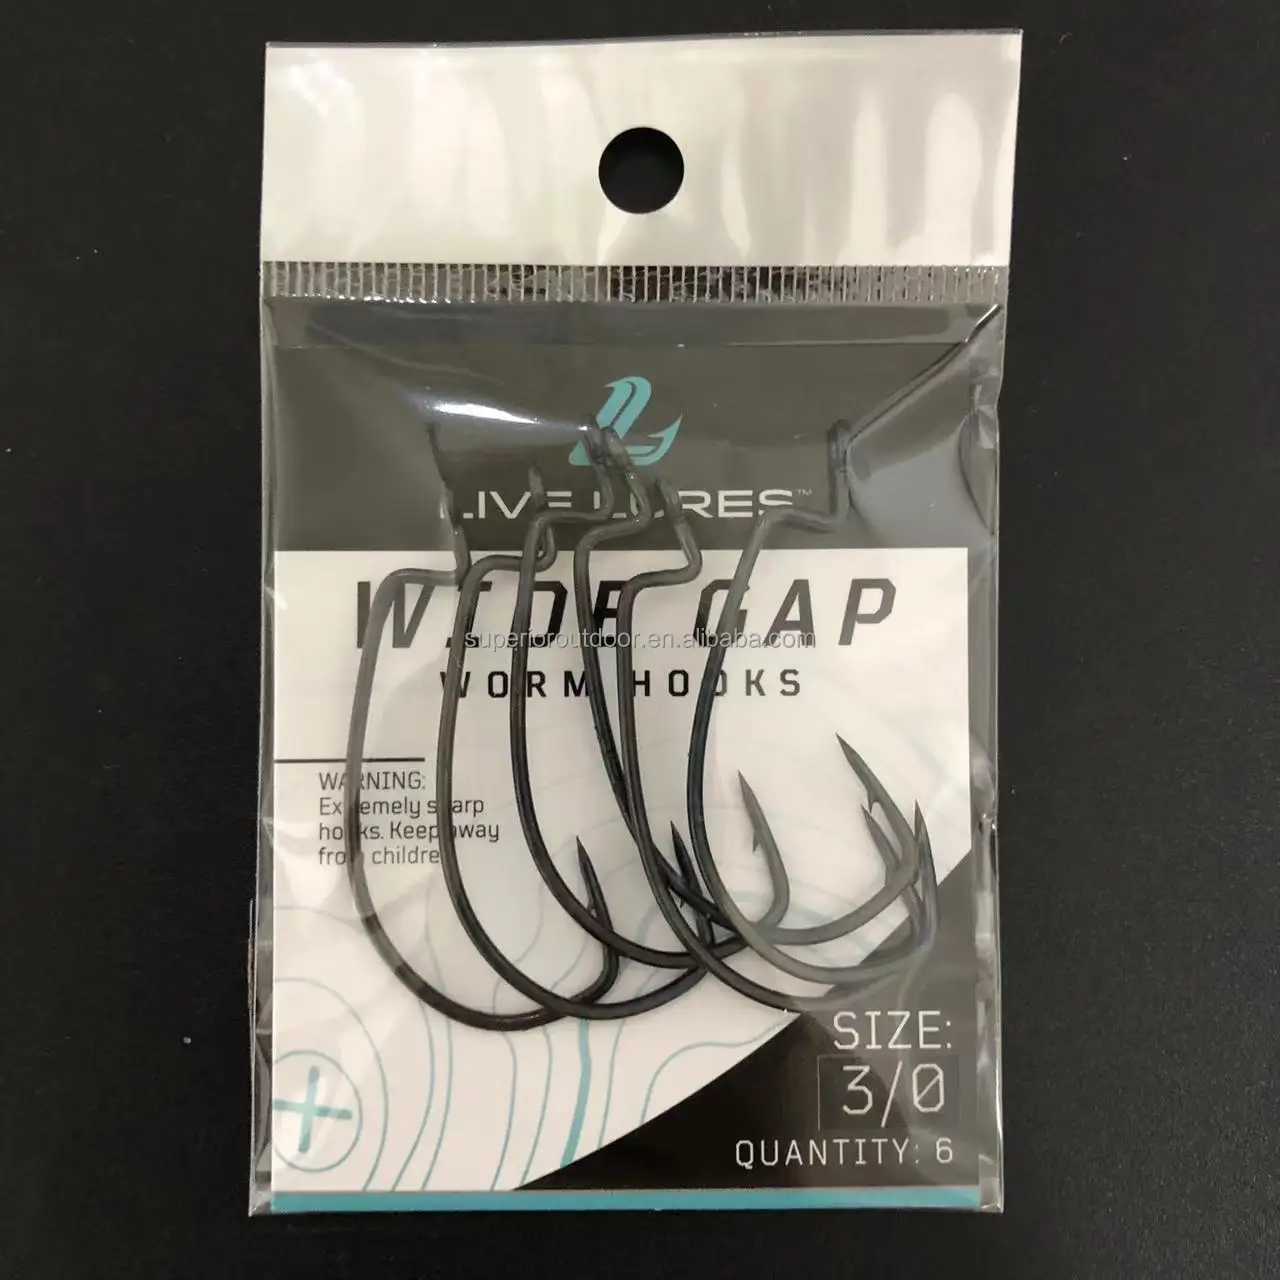 LIVE LURES™
WIDE GAP
superioroutdoor.en.alibaba.com
WORM HOOKS
WARNING:
Extremely sharp
hooks. Keep away
from children
SIZE:
3/0
QUANTITY: 6